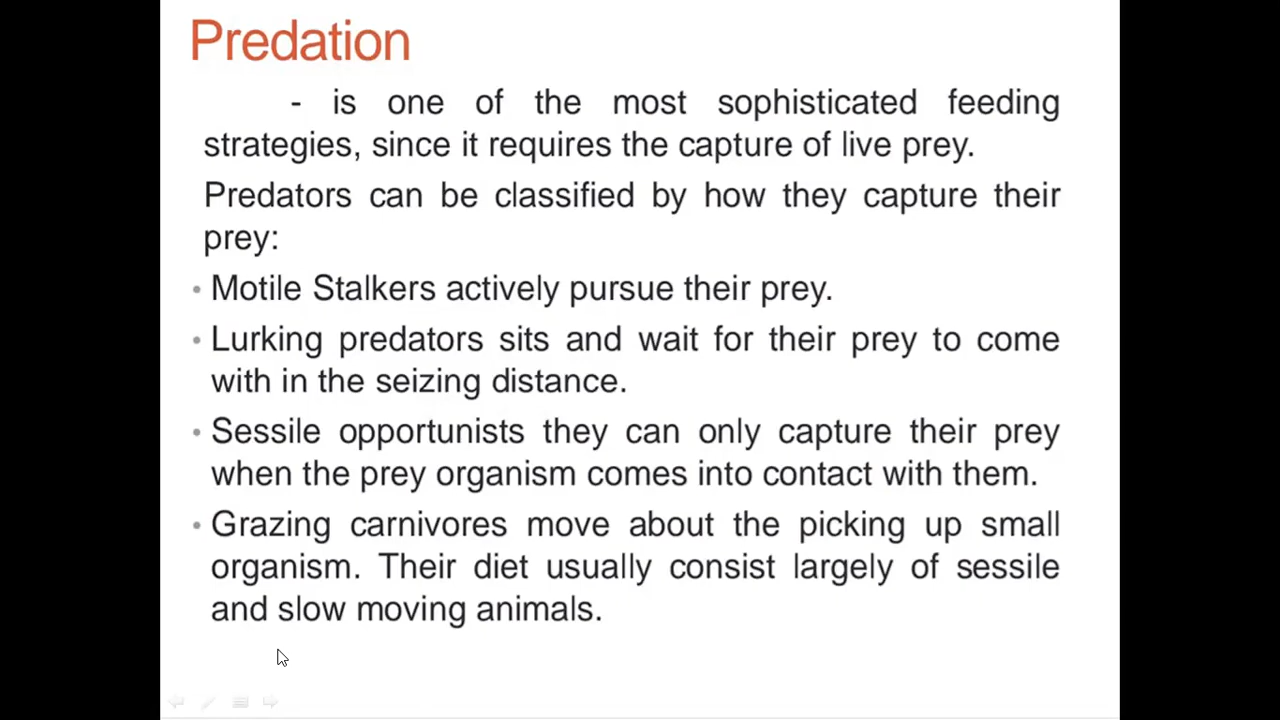 Predation
- is one of the most sophisticated feeding
strategies, since it requires the capture of live prey.
Predators can be classified by how they capture their
prey:
• Motile Stalkers actively pursue their prey.
• Lurking predators sits and wait for their prey to come
with in the seizing distance.
• Sessile opportunists they can only capture their prey
when the prey organism comes into contact with them.
• Grazing carnivores move about the picking up small
organism. Their diet usually consist largely of sessile
and slow moving animals.